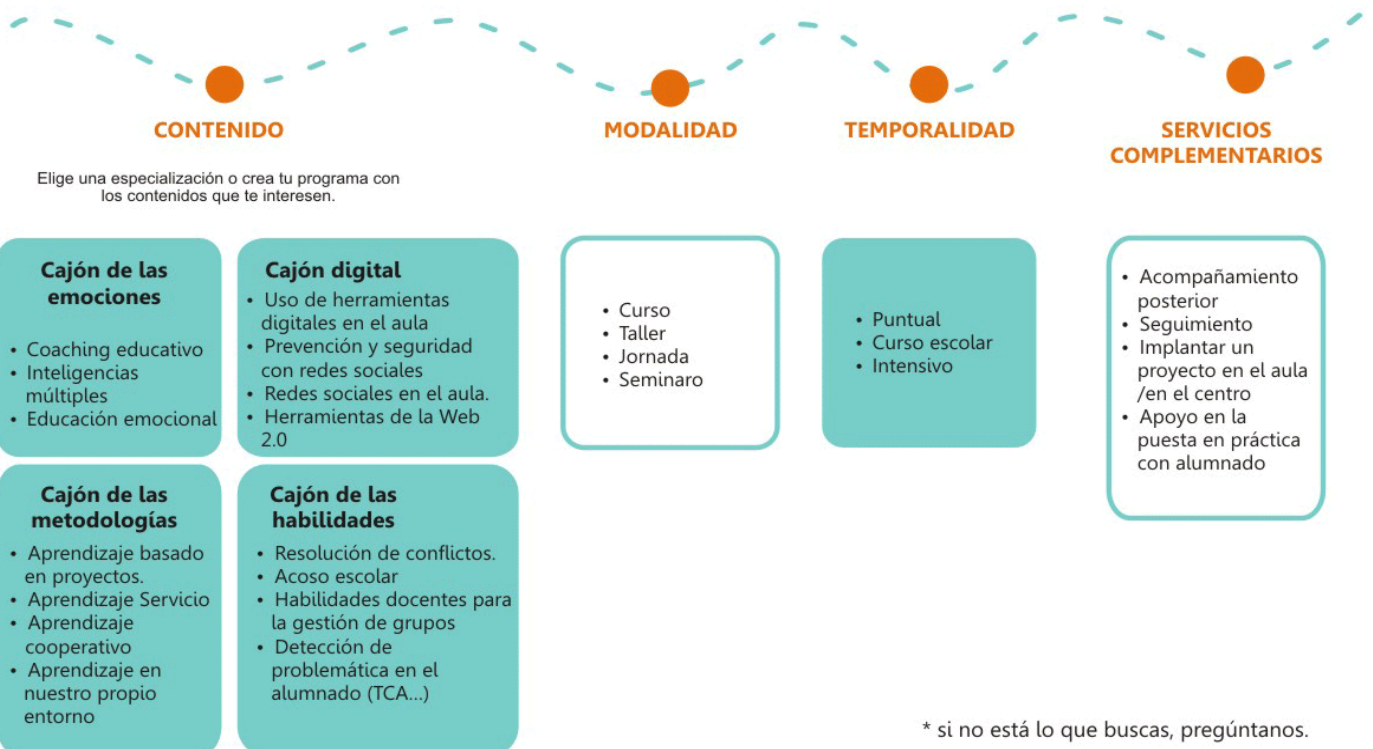 CONTENIDO
Elige una especialización o crea tu programa con
los contenidos que te interesen.
Cajón de las
emociones
• Coaching educativo
• Inteligencias
múltiples
• Educación emocional
Cajón digital
• Uso de herramientas
digitales en el aula
• Prevención y seguridad
con redes sociales
• Redes sociales en el aula.
• Herramientas de la Web
2.0
Cajón de las
metodologías
• Aprendizaje basado
en proyectos.
• Aprendizaje Servicio
• Aprendizaje
cooperativo
• Aprendizaje en
nuestro propio
entorno
Cajón de las
habilidades
• Resolución de conflictos.
• Acoso escolar
• Habilidades docentes para
la gestión de grupos
• Detección de
problemática en el
alumnado (TCA...)
MODALIDAD
• Curso
• Taller
• Jornada
• Seminaro
TEMPORALIDAD
• Puntual
• Curso escolar
• Intensivo
SERVICIOS
COMPLEMENTARIOS
• Acompañamiento
posterior
• Seguimiento
• Implantar un
proyecto en el aula
/en el centro
• Apoyo en la
puesta en práctica
con alumnado
* si no está lo que buscas, pregúntanos.